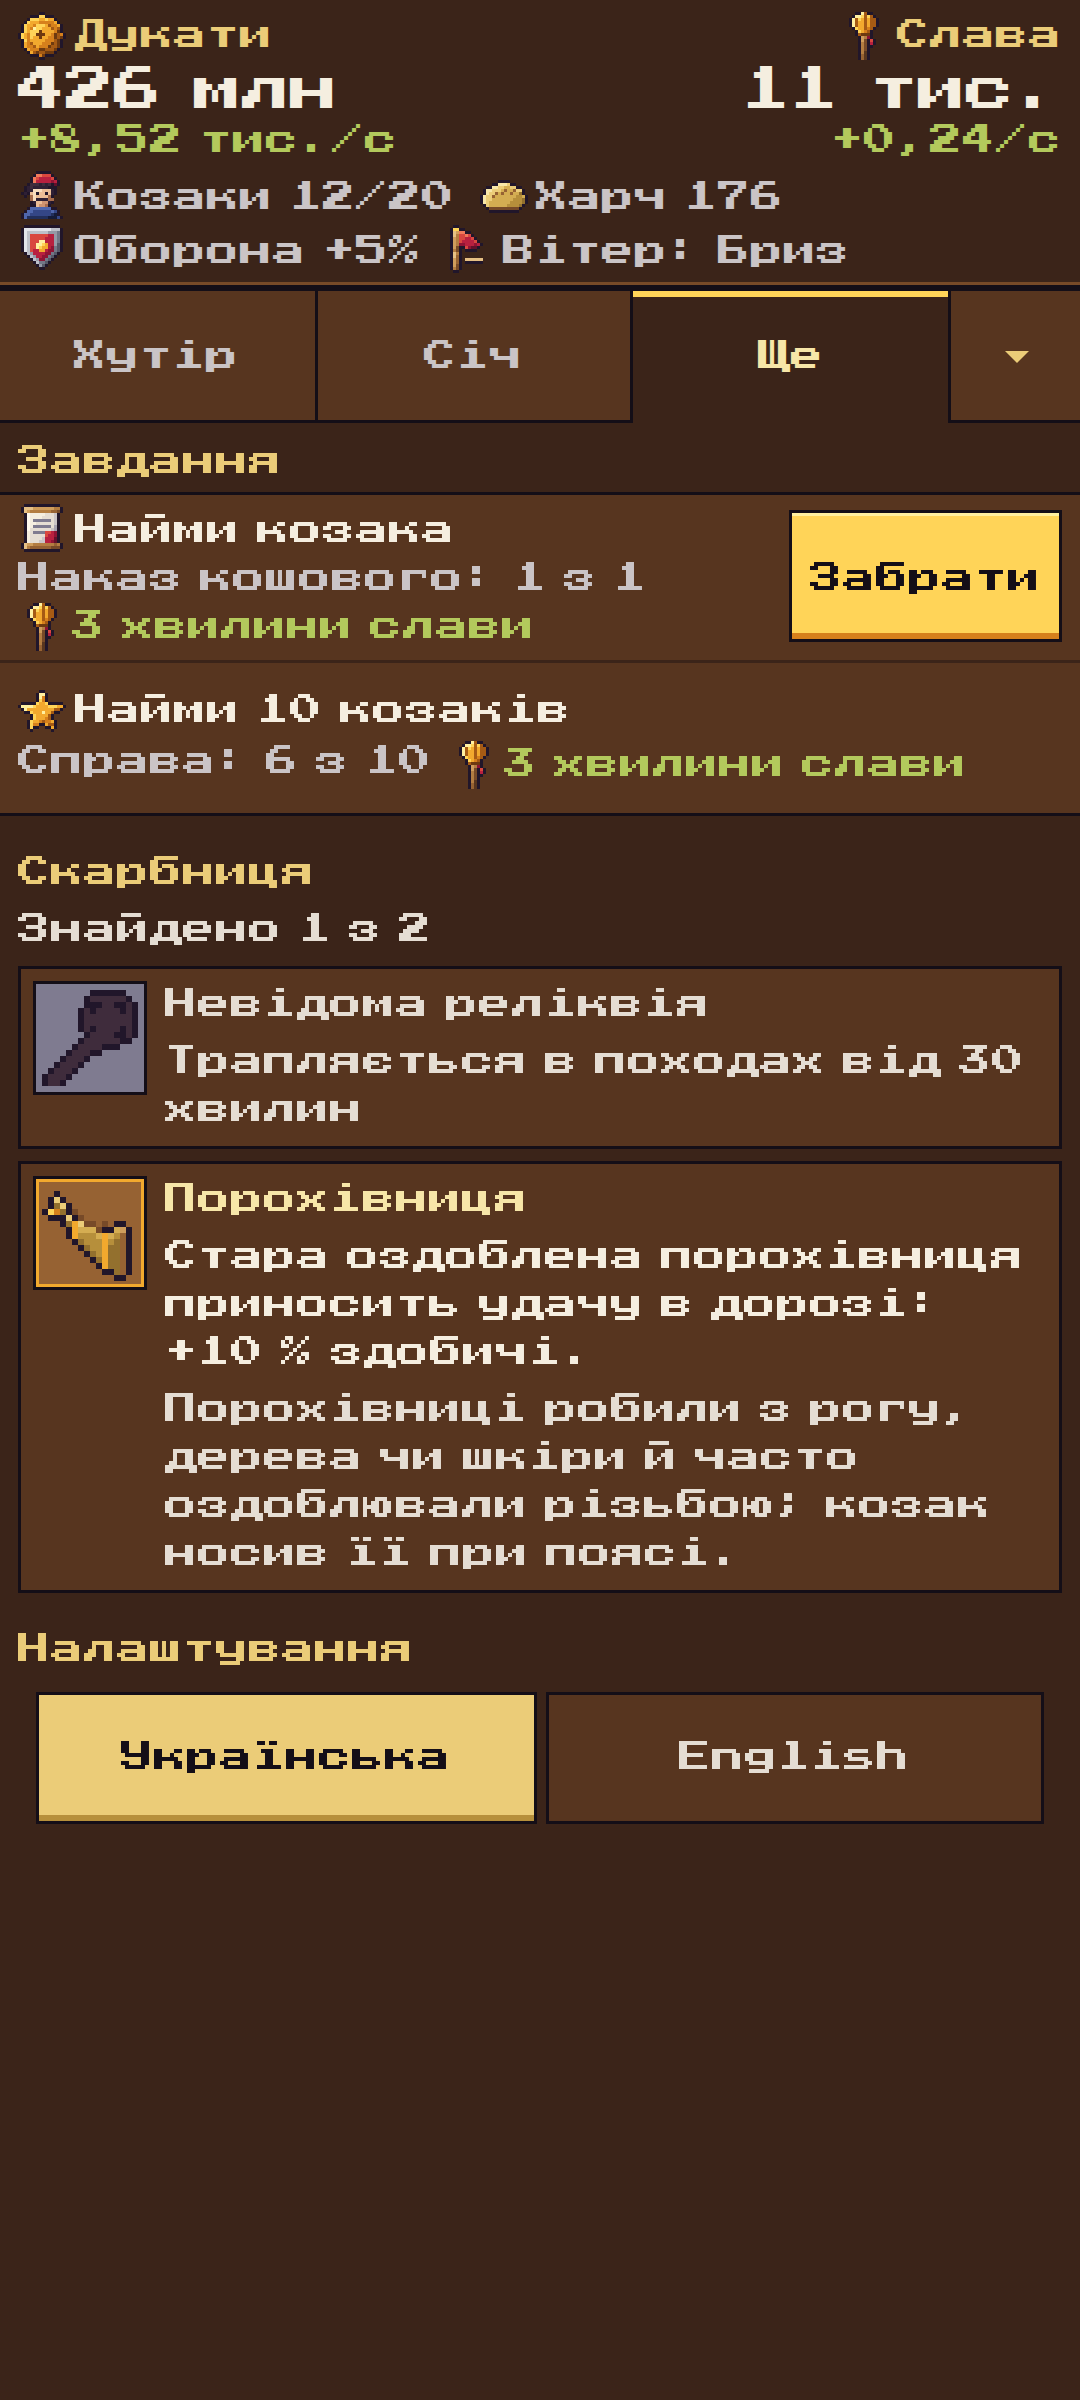 Дукати
Слава
426 млн
11 тис.
+8,52 тис./с
+0,24/с
Козаки 12/20 Харч 176
Оборона +5% Вітер: Бриз
Хутір
Січ
Ще
Завдання
Найми козака
Наказ кошового: 1 з 1
3 хвилини слави
Забрати
Найми 10 козаків
Справа: 6 з 10 3 хвилини слави
Скарбниця
Знайдено 1 з 2
Невідома реліквія
Трапляється в походах від 30
хвилин
Порохівниця
Стара оздоблена порохівниця
приносить удачу в дорозі:
+10 % здобичі.
Порохівниці робили з рогу,
дерева чи шкіри й часто
оздоблювали різьбою; козак
носив її при поясі.
Налаштування
Українська
English